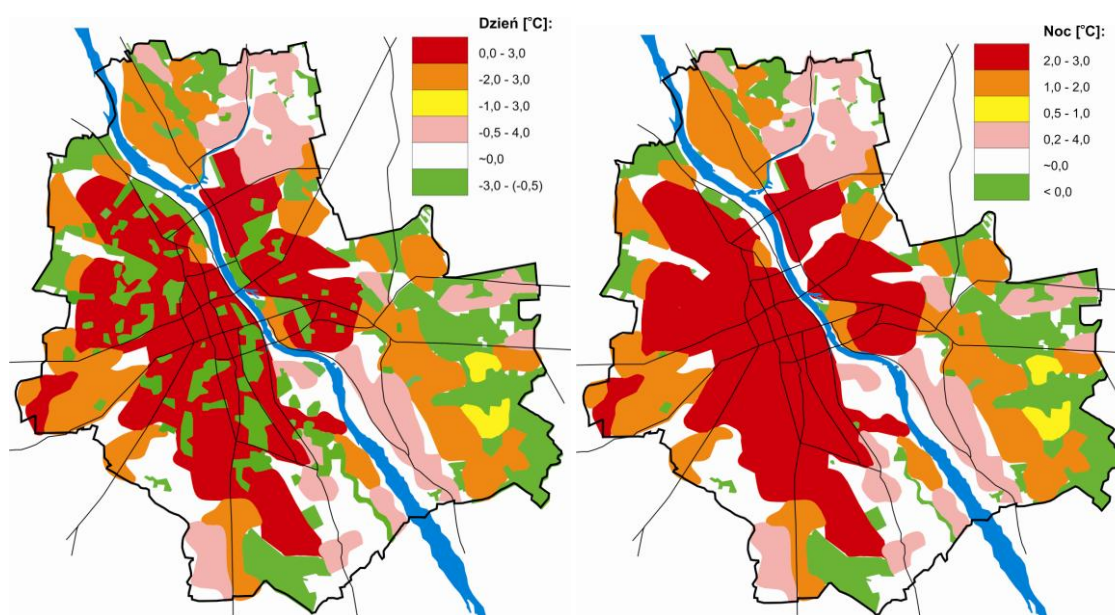 Dzień [°C]:
0,0 - 3,0
-2,0 - 3,0
-1,0 - 3,0
-0,5 - 4,0
~0,0
-3,0 - (-0,5)
Noc [°C]:
2,0 - 3,0
1,0 - 2,0
0,5 - 1,0
0,2 - 4,0
~0,0
< 0,0